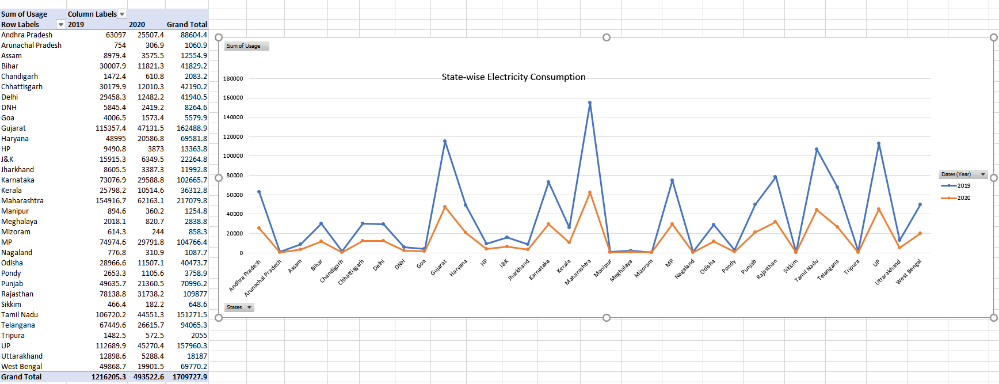 Sum of Usage Column Labels
Row Labels 2019 2020 Grand Total
Andhra Pradesh 63097 25507.4 88604.4
Arunachal Pradesh 754 306.9 1060.9
Assam 8979.4 3575.5 12554.9
Bihar 30007.9 11821.3 41829.2
Chandigarh 1472.4 610.8 2083.2
Chhattisgarh 30179.9 12010.3 42190.2
Delhi 29458.3 12482.2 41940.5
DNH 5845.4 2419.2 8264.6
Goa 4006.5 1573.4 5579.9
Gujarat 115357.4 47131.5 162488.9
Haryana 48995 20586.8 69581.8
HP 9490.8 3873 13363.8
J&K 15915.3 6349.5 22264.8
Jharkhand 8605.5 3387.3 11992.8
Karnataka 73076.9 29588.8 102665.7
Kerala 25798.2 10514.6 36312.8
Maharashtra 154916.7 62163.1 217079.8
Manipur 894.6 360.2 1254.8
Meghalaya 2018.1 820.7 2838.8
Mizoram 614.3 244 858.3
MP 74974.6 29791.8 104766.4
Nagaland 776.8 310.9 1087.7
Odisha 28966.6 11507.1 40473.7
Pondy 2653.3 1105.6 3758.9
Punjab 49635.7 21360.5 70996.2
Rajasthan 78138.8 31738.2 109877
Sikkim 466.4 182.2 648.6
Tamil Nadu 106720.2 44551.3 151271.5
Telangana 67449.6 26615.7 94065.3
Tripura 1482.5 572.5 2055
UP 112689.9 45270.4 157960.3
Uttarakhand 12898.6 5288.4 18187
West Bengal 49868.7 19901.5 69770.2
Grand Total 1216205.3 493522.6 1709727.9
Sum of Usage
State-wise Electricity Consumption
180000
160000
140000
120000
100000
80000
60000
40000
20000
0
Andhra Pradesh
Arunachal Pradesh
Assam
Bihar
Chandigarh
Chhattisgarh
Delhi
DNH
Goa
Gujarat
Haryana
HP
J&K
Jharkhand
Karnataka
Kerala
Maharashtra
Manipur
Meghalaya
Mizoram
MP
Nagaland
Odisha
Pondy
Punjab
Rajasthan
Sikkim
Tamil Nadu
Telangana
Tripura
UP
Uttarakhand
West Bengal
Dates (Year)
2019
2020
States